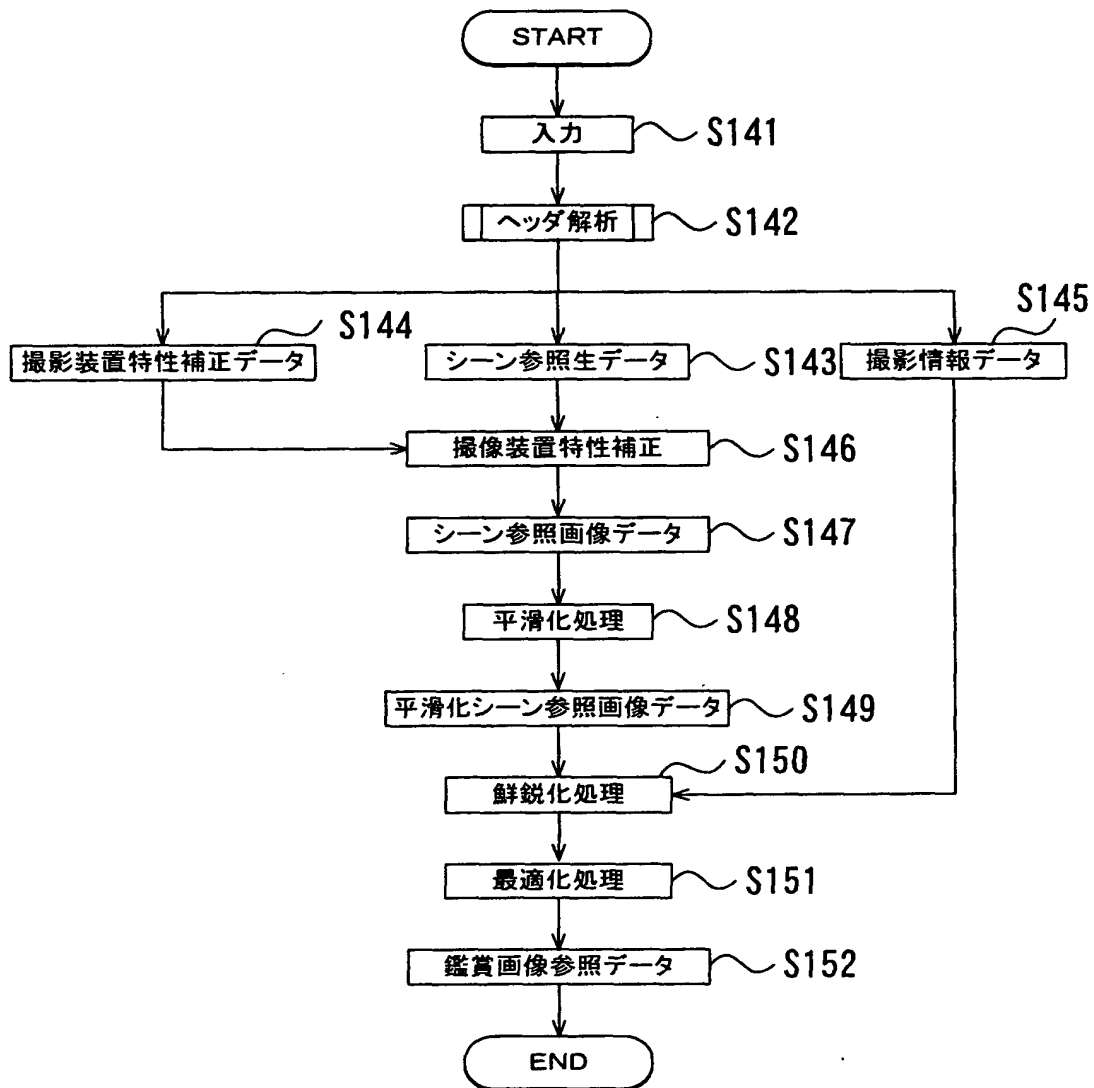 START
入力 S141
ヘッダ解析 S142
S145
S144
撮影装置特性補正データ シーン参照生データ S143 撮影情報データ
撮像装置特性補正 S146
シーン参照画像データ S147
平滑化処理 S148
平滑化シーン参照画像データ S149
S150
鮮鋭化処理
最適化処理 S151
鑑賞画像参照データ S152
END